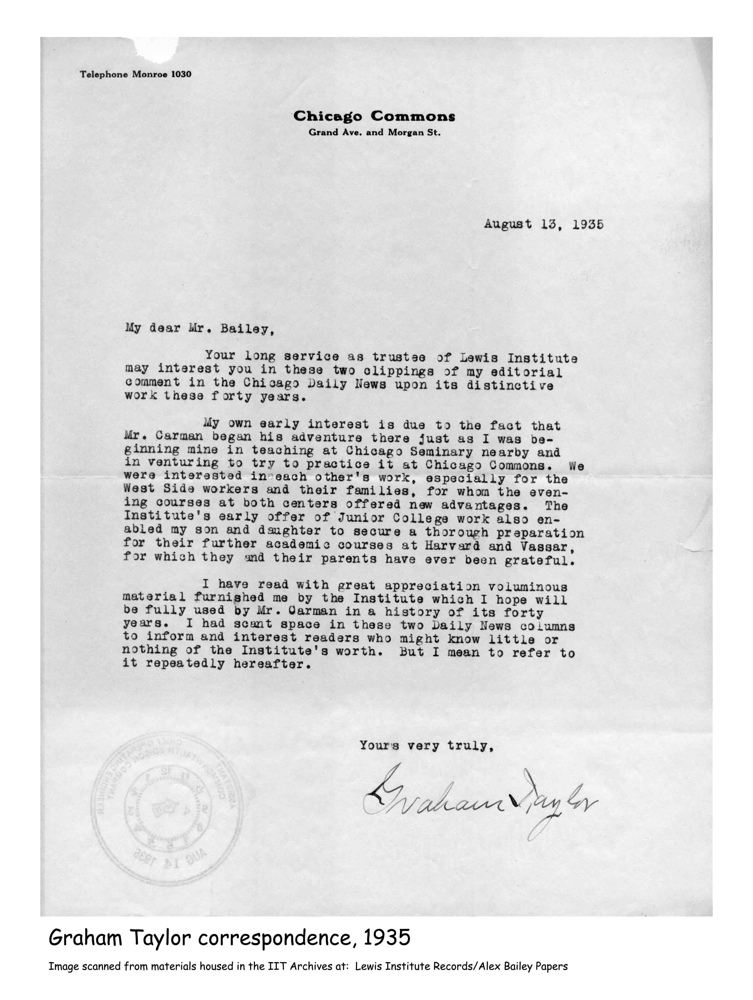 Telephone Monroe 1030
Chicago Commons
Grand Ave. and Morgan St.
August 13, 1935
My dear Mr. Bailey,
Your long service as trustee of Lewis Institute
may interest you in these two clippings of my editorial
comment in the Chicago Daily News upon its distinctive
work these forty years.
My own early interest is due to the fact that
Mr. Carman began his adventure there just as I was be-
ginning mine in teaching at Chicago Seminary nearby and
in venturing to try to practice it at Chicago Commons. We
were interested in each other's work, especially for the
West Side workers and their families, for whom the even-
ing courses at both centers offered new advantages. The
Institute's early offer of Junior College work also en-
abled my son and daughter to secure a thorough preparation
for their further academic courses at Harvard and Vassar,
for which they and their parents have ever been grateful.
I have read with great appreciation voluminous
material furnished me by the Institute which I hope will
be fully used by Mr. Carman in a history of its forty
years. I had scant space in these two Daily News columns
to inform and interest readers who might know little or
nothing of the Institute's worth. But I mean to refer to
it repeatedly hereafter.
Yours very truly,
Graham Taylor
ASSISTANT CHIEF OPERATING ENGINEER
COMMONWEALTH EDISON COMPANY
AUG 14 1935
Graham Taylor correspondence, 1935
Image scanned from materials housed in the IIT Archives at: Lewis Institute Records/Alex Bailey Papers